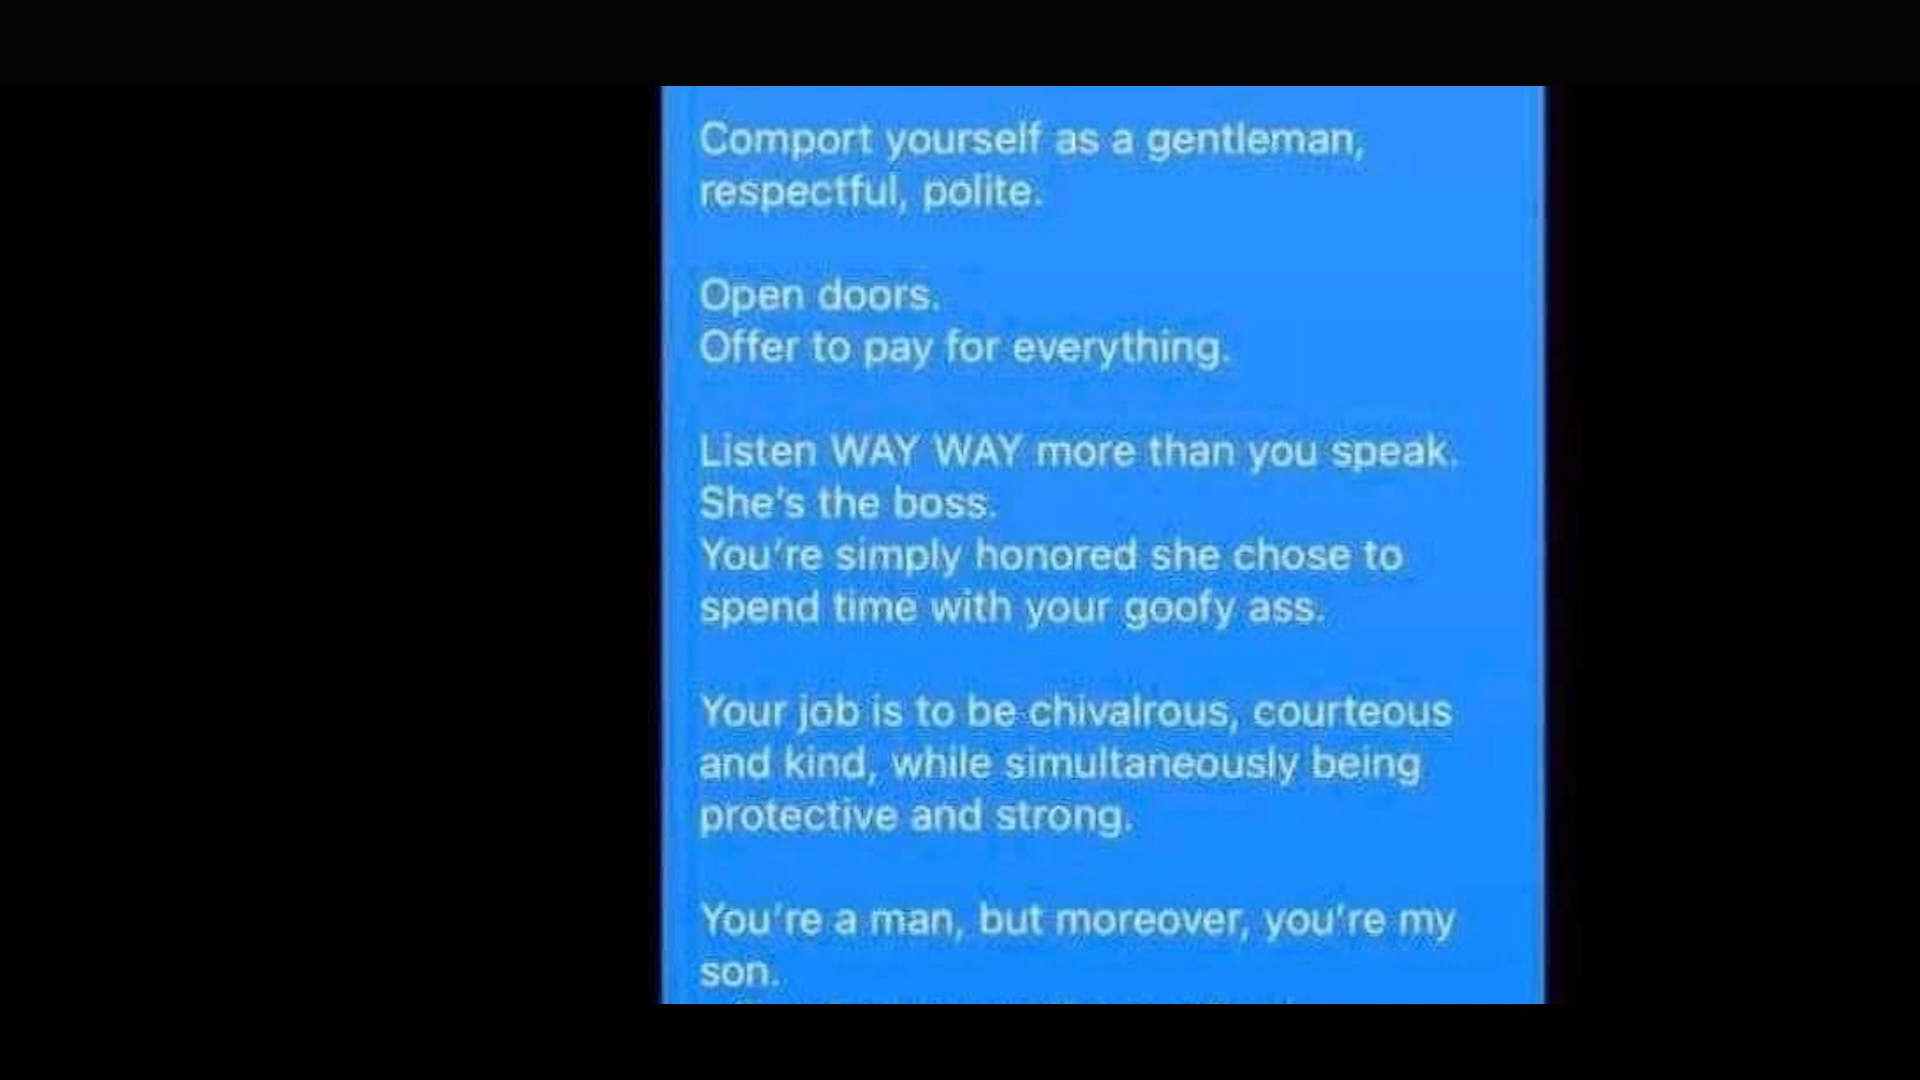 Comport yourself as a gentleman,
respectful, polite.
Open doors.
Offer to pay for everything.
Listen WAY WAY more than you speak.
She's the boss.
You're simply honored she chose to
spend time with your goofy ass.
Your job is to be chivalrous, courteous
and kind, while simultaneously being
protective and strong.
You're a man, but moreover, you're my
son.